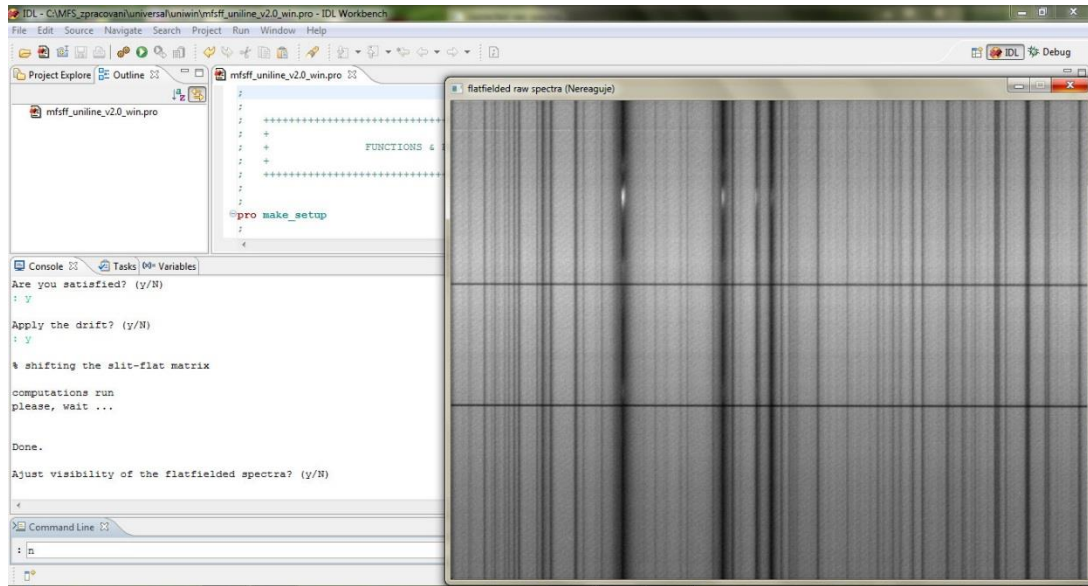 IDL - C:\MFS_zpracovani\universal\uniwin\mfsff_uniline_v2.0_win.pro - IDL Workbench
File Edit Source Navigate Search Project Run Window Help
IDL Debug
Project Explore Outline mfsff_uniline_v2.0_win.pro
mfsff_uniline_v2.0_win.pro
flatfielded raw spectra (Nereaguje)
;
;
; ++++++++++++++++++++++++++++++
; +
; + FUNCTIONS &
; +
; ++++++++++++++++++++++++++++++
;
;
pro make_setup
;
Console Tasks Variables
Are you satisfied? (y/N)
: y
Apply the drift? (y/N)
: y
% shifting the slit-flat matrix
computations run
please, wait ...
Done.
Ajust visibility of the flatfielded spectra? (y/N)
Command Line
: n